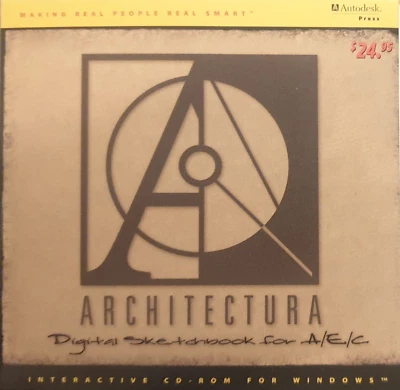 MAKING REAL PEOPLE REAL SMART™
Autodesk.
Press
$24.95
A
ARCHITECTURA
Digital Sketchbook for A/E/C
INTERACTIVE CD-ROM FOR WINDOWS™